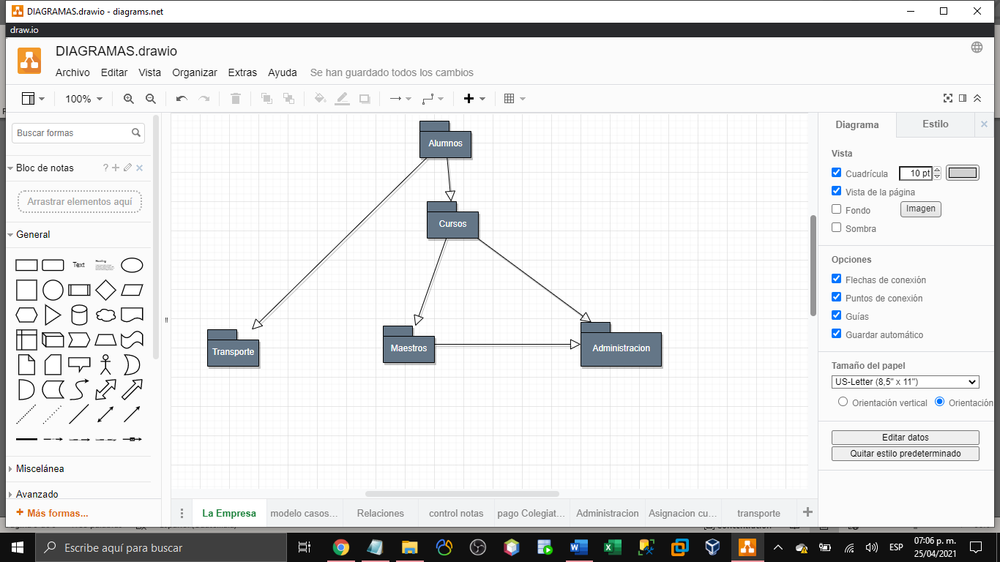 DIAGRAMAS.drawio - diagrams.net
draw.io
DIAGRAMAS.drawio
Archivo Editar Vista Organizar Extras Ayuda Se han guardado todos los cambios
100%
Buscar formas
Bloc de notas ?
Arrastrar elementos aquí
General
Text
Heading
Misceláneа
Avanzado
Más formas...
Alumnos
Cursos
Transporte
Maestros
Administracion
La Empresa modelo casos... Relaciones control notas pago Colegiat... Administracion Asignacion cu... transporte
Diagrama Estilo
Vista
Cuadrícula 10 pt
Vista de la página
Fondo Imagen
Sombra
Opciones
Flechas de conexión
Puntos de conexión
Guías
Guardar automático
Tamaño del papel
US-Letter (8,5" x 11")
Orientación vertical Orientación
Editar datos
Quitar estilo predeterminado
Escribe aquí para buscar
ESP
07:06 p. m.
25/04/2021